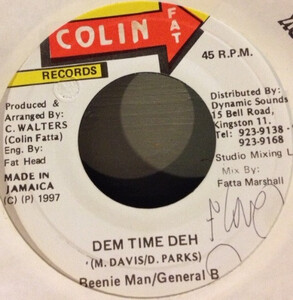 COLIN FAT
RECORDS
45 R.P.M.
Produced &
Arranged By:
C. WALTERS
(Colin Fatta)
Eng. By:
Fat Head
MADE IN
JAMAICA
C (P) 1997
Distributed By:
Dynamic Sounds
15 Bell Road,
Kingston 11.
Tel: 923-9138
923-9168
Studio Mixing L
Mix By:
Fatta Marshall
DEM TIME DEH
(M. DAVIS/D. PARKS)
Beenie Man/General B